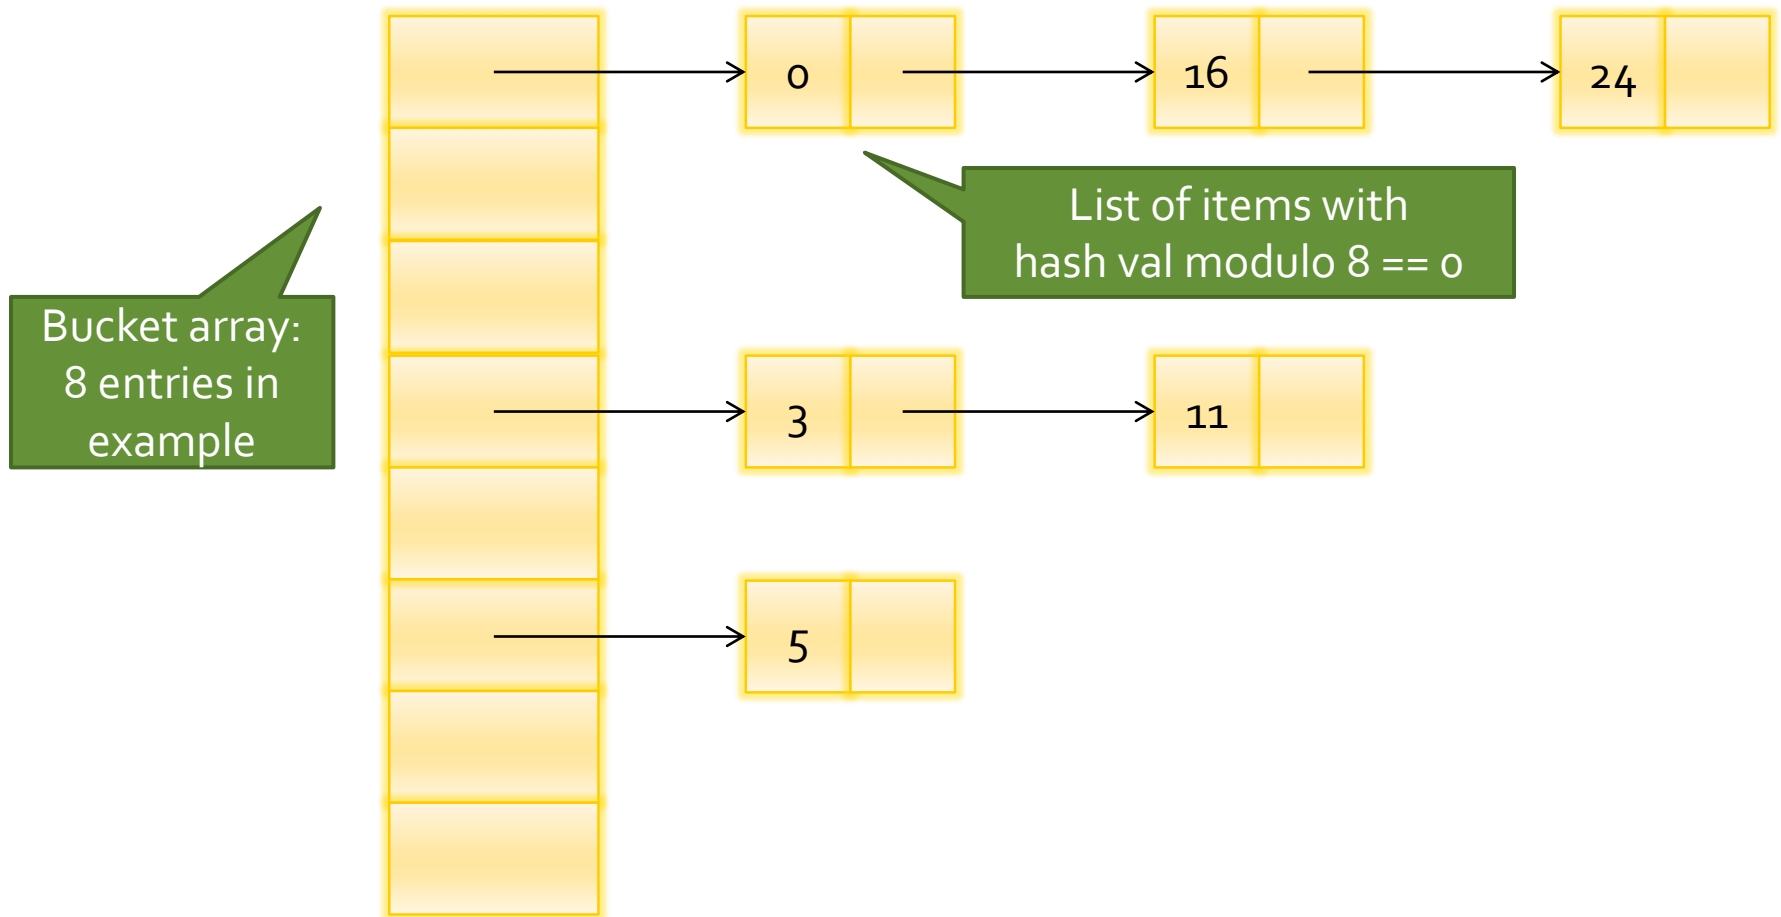 0
16
24
List of items with
hash val modulo 8 == 0
Bucket array:
8 entries in
example
3
11
5